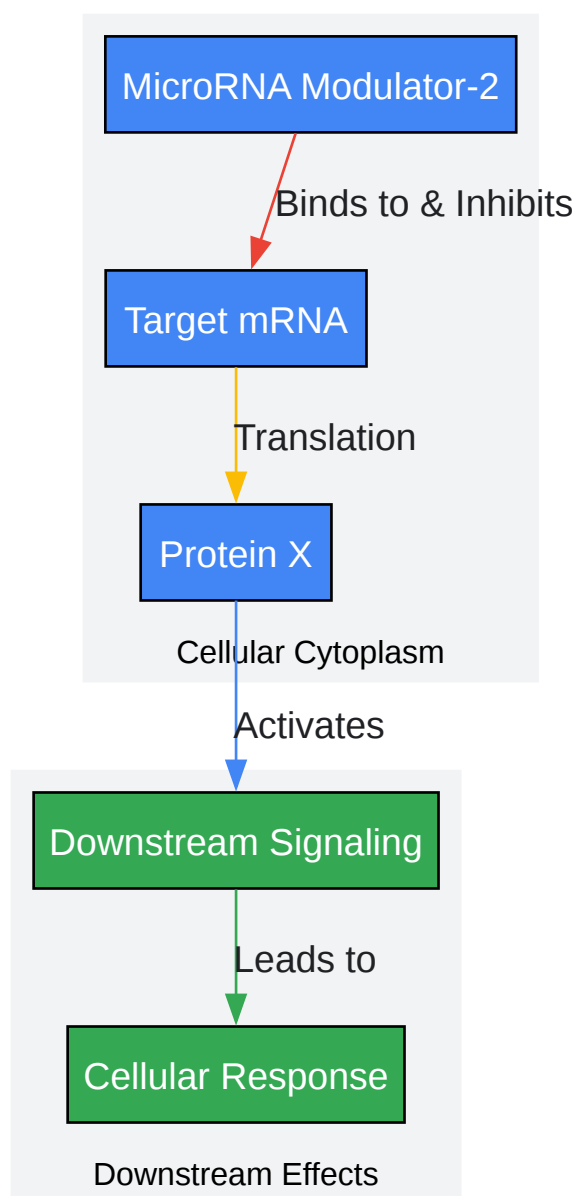 MicroRNA Modulator-2
Binds to & Inhibits
Target mRNA
Translation
Protein X
Cellular Cytoplasm
Activates
Downstream Signaling
Leads to
Cellular Response
Downstream Effects